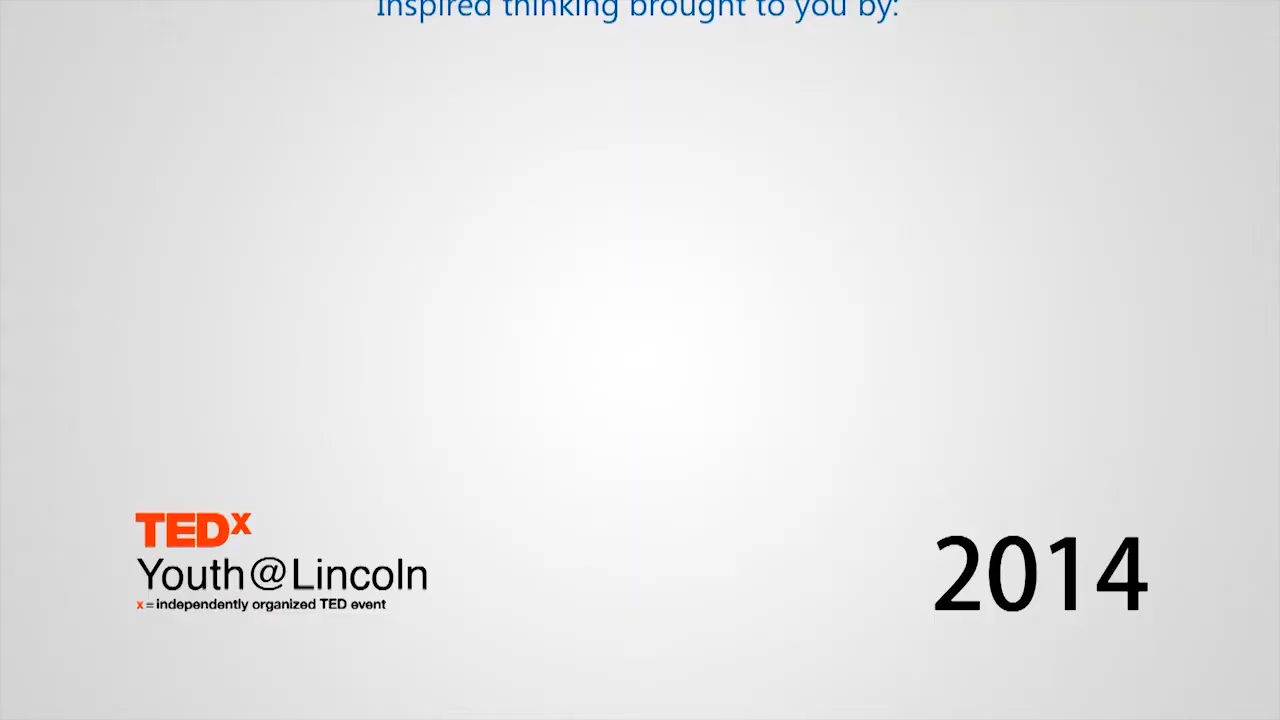 Inspired thinking brought to you by:
TEDx
Youth@Lincoln
x = independently organized TED event
2014